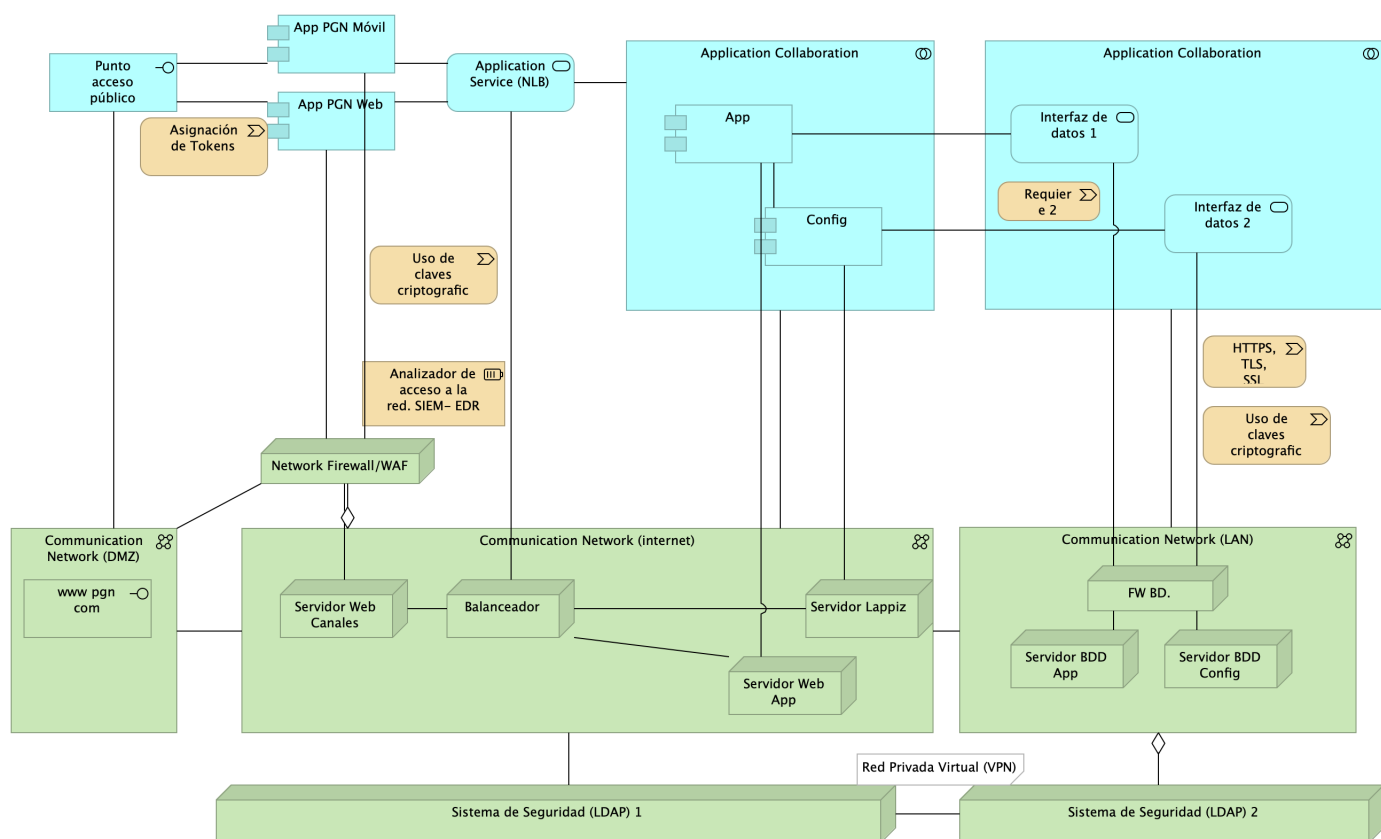 App PGN Móvil
Punto
acceso
público
Application
Service (NLB)
Application Collaboration
Application Collaboration
App PGN Web
Asignación
de Tokens
App
Interfaz de
datos 1
Requier
e 2
Interfaz de
datos 2
Config
Uso de
claves
criptografic
HTTPS,
TLS,
SSL
Analizador de
acceso a la
red. SIEM- EDR
Uso de
claves
criptografic
Network Firewall/WAF
Communication
Network (DMZ)
Communication Network (internet)
Communication Network (LAN)
www pgn
com
Servidor Web
Canales
Balanceador
Servidor Lappiz
FW BD.
Servidor BDD
App
Servidor BDD
Config
Servidor Web
App
Red Privada Virtual (VPN)
Sistema de Seguridad (LDAP) 1
Sistema de Seguridad (LDAP) 2